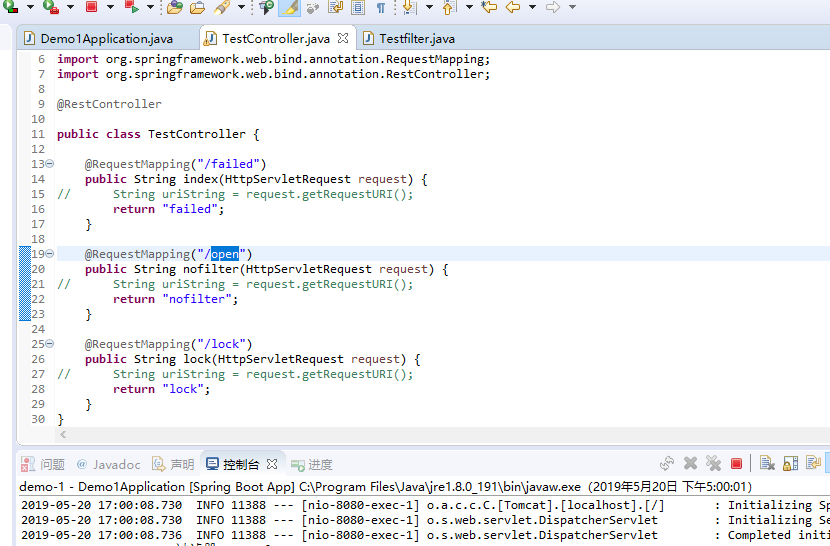 Demo1Application.java TestController.java Testfilter.java
6 import org.springframework.web.bind.annotation.RequestMapping;
7 import org.springframework.web.bind.annotation.RestController;
8
9 @RestController
10
11 public class TestController {
12
13 @RequestMapping("/failed")
14 public String index(HttpServletRequest request) {
15 // String uriString = request.getRequestURI();
16 return "failed";
17 }
18
19 @RequestMapping("/open")
20 public String nofilter(HttpServletRequest request) {
21 // String uriString = request.getRequestURI();
22 return "nofilter";
23 }
24
25 @RequestMapping("/lock")
26 public String lock(HttpServletRequest request) {
27 // String uriString = request.getRequestURI();
28 return "lock";
29 }
30 }
问题 @ Javadoc 声明 控制台 进度
demo-1 - Demo1Application [Spring Boot App] C:\Program Files\Java\jre1.8.0_191\bin\javaw.exe（2019年5月20日 下午5:00:01）
2019-05-20 17:00:08.730 INFO 11388 --- [nio-8080-exec-1] o.a.c.c.C.[Tomcat].[localhost].[/] : Initializing Sp
2019-05-20 17:00:08.730 INFO 11388 --- [nio-8080-exec-1] o.s.web.servlet.DispatcherServlet : Initializing Se
2019-05-20 17:00:08.736 INFO 11388 --- [nio-8080-exec-1] o.s.web.servlet.DispatcherServlet : Completed initi